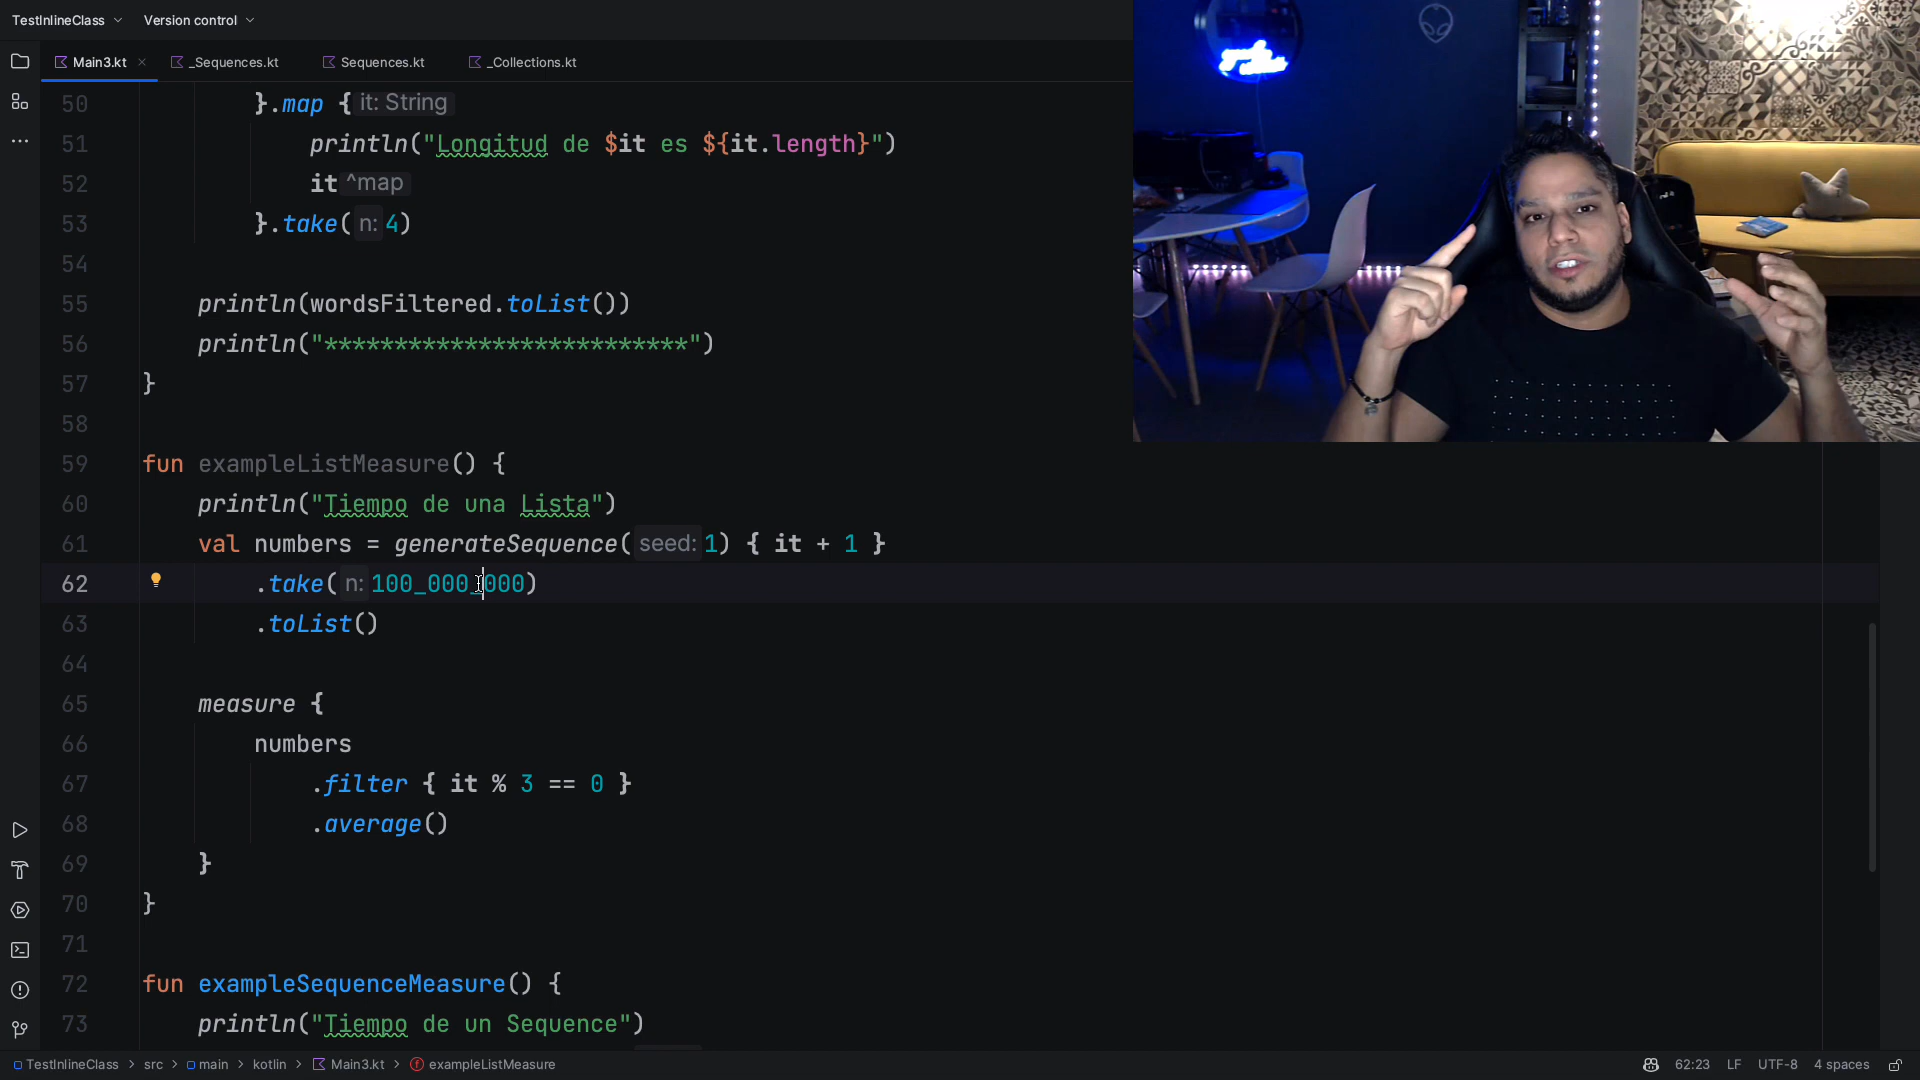 TestInlineClass Version control
Main3.kt _Sequences.kt Sequences.kt _Collections.kt
50 }.map { it: String
51 println("Longitud de $it es ${it.length}")
52 it ^map
53 }.take( n: 4)
54
55 println(wordsFiltered.toList())
56 println("**************************")
57 }
58
59 fun exampleListMeasure() {
60 println("Tiempo de una Lista")
61 val numbers = generateSequence( seed: 1) { it + 1 }
62 .take( n: 100_000_000)
63 .toList()
64
65 measure {
66 numbers
67 .filter { it % 3 == 0 }
68 .average()
69 }
70 }
71
72 fun exampleSequenceMeasure() {
73 println("Tiempo de un Sequence")
TestInlineClass > src > main > kotlin > Main3.kt > exampleListMeasure 62:23 LF UTF-8 4 spaces